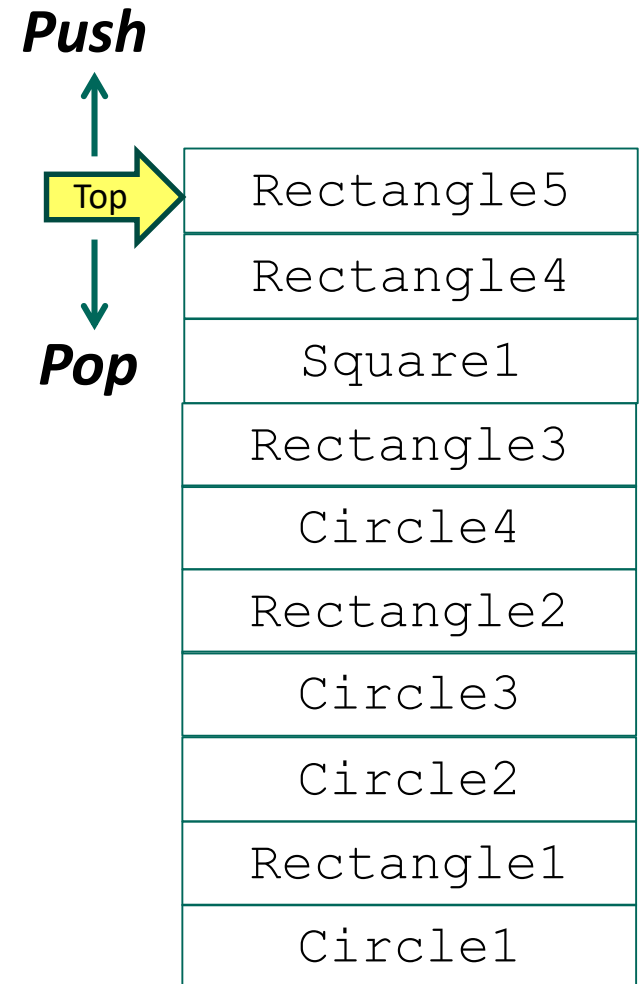 Push
Top
Rectangle5
Rectangle4
Square1
Pop
Rectangle3
Circle4
Rectangle2
Circle3
Circle2
Rectangle1
Circle1